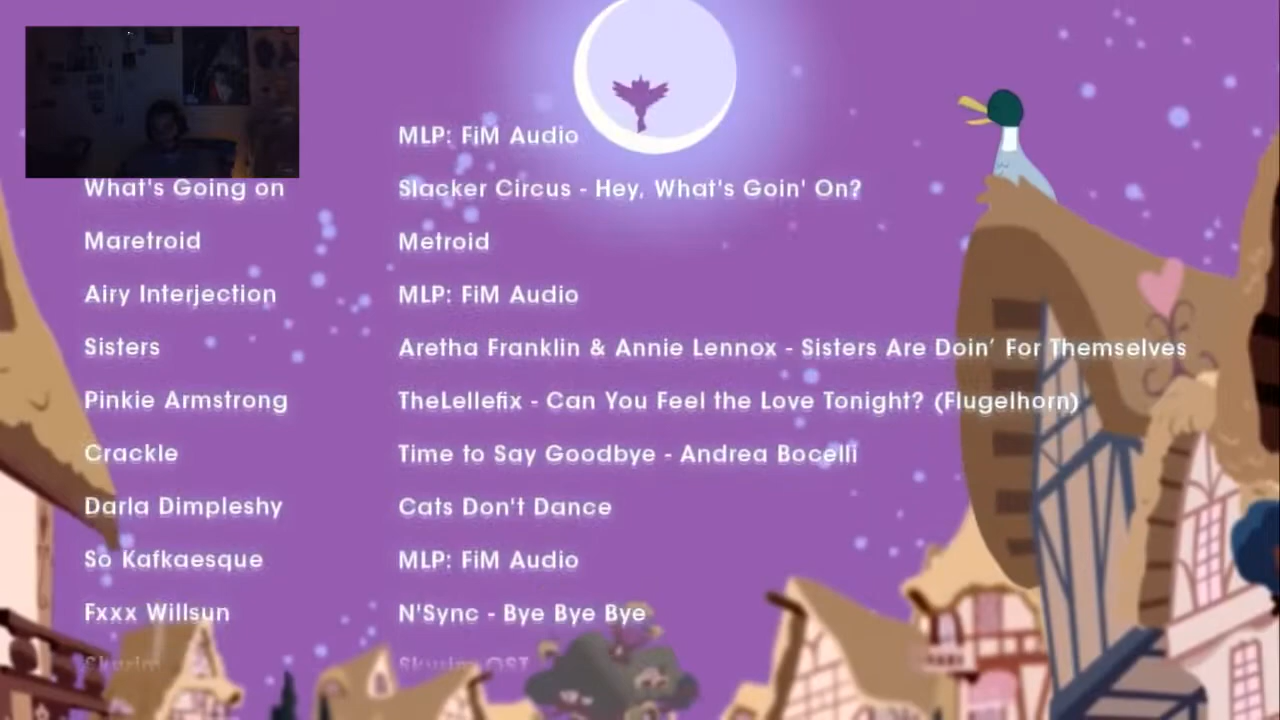 MLP: FiM Audio
What's Going on Slacker Circus - Hey, What's Goin' On?
Maretroid Metroid
Airy Interjection MLP: FiM Audio
Sisters Aretha Franklin & Annie Lennox - Sisters Are Doin' For Themselves
Pinkie Armstrong TheLellefix - Can You Feel the Love Tonight? (Flugelhorn)
Crackle Time to Say Goodbye - Andrea Bocelli
Darla Dimpleshy Cats Don't Dance
So Kafkaesque MLP: FiM Audio
Fxxx Willsun N'Sync - Bye Bye Bye
Skyrim Skyrim OST